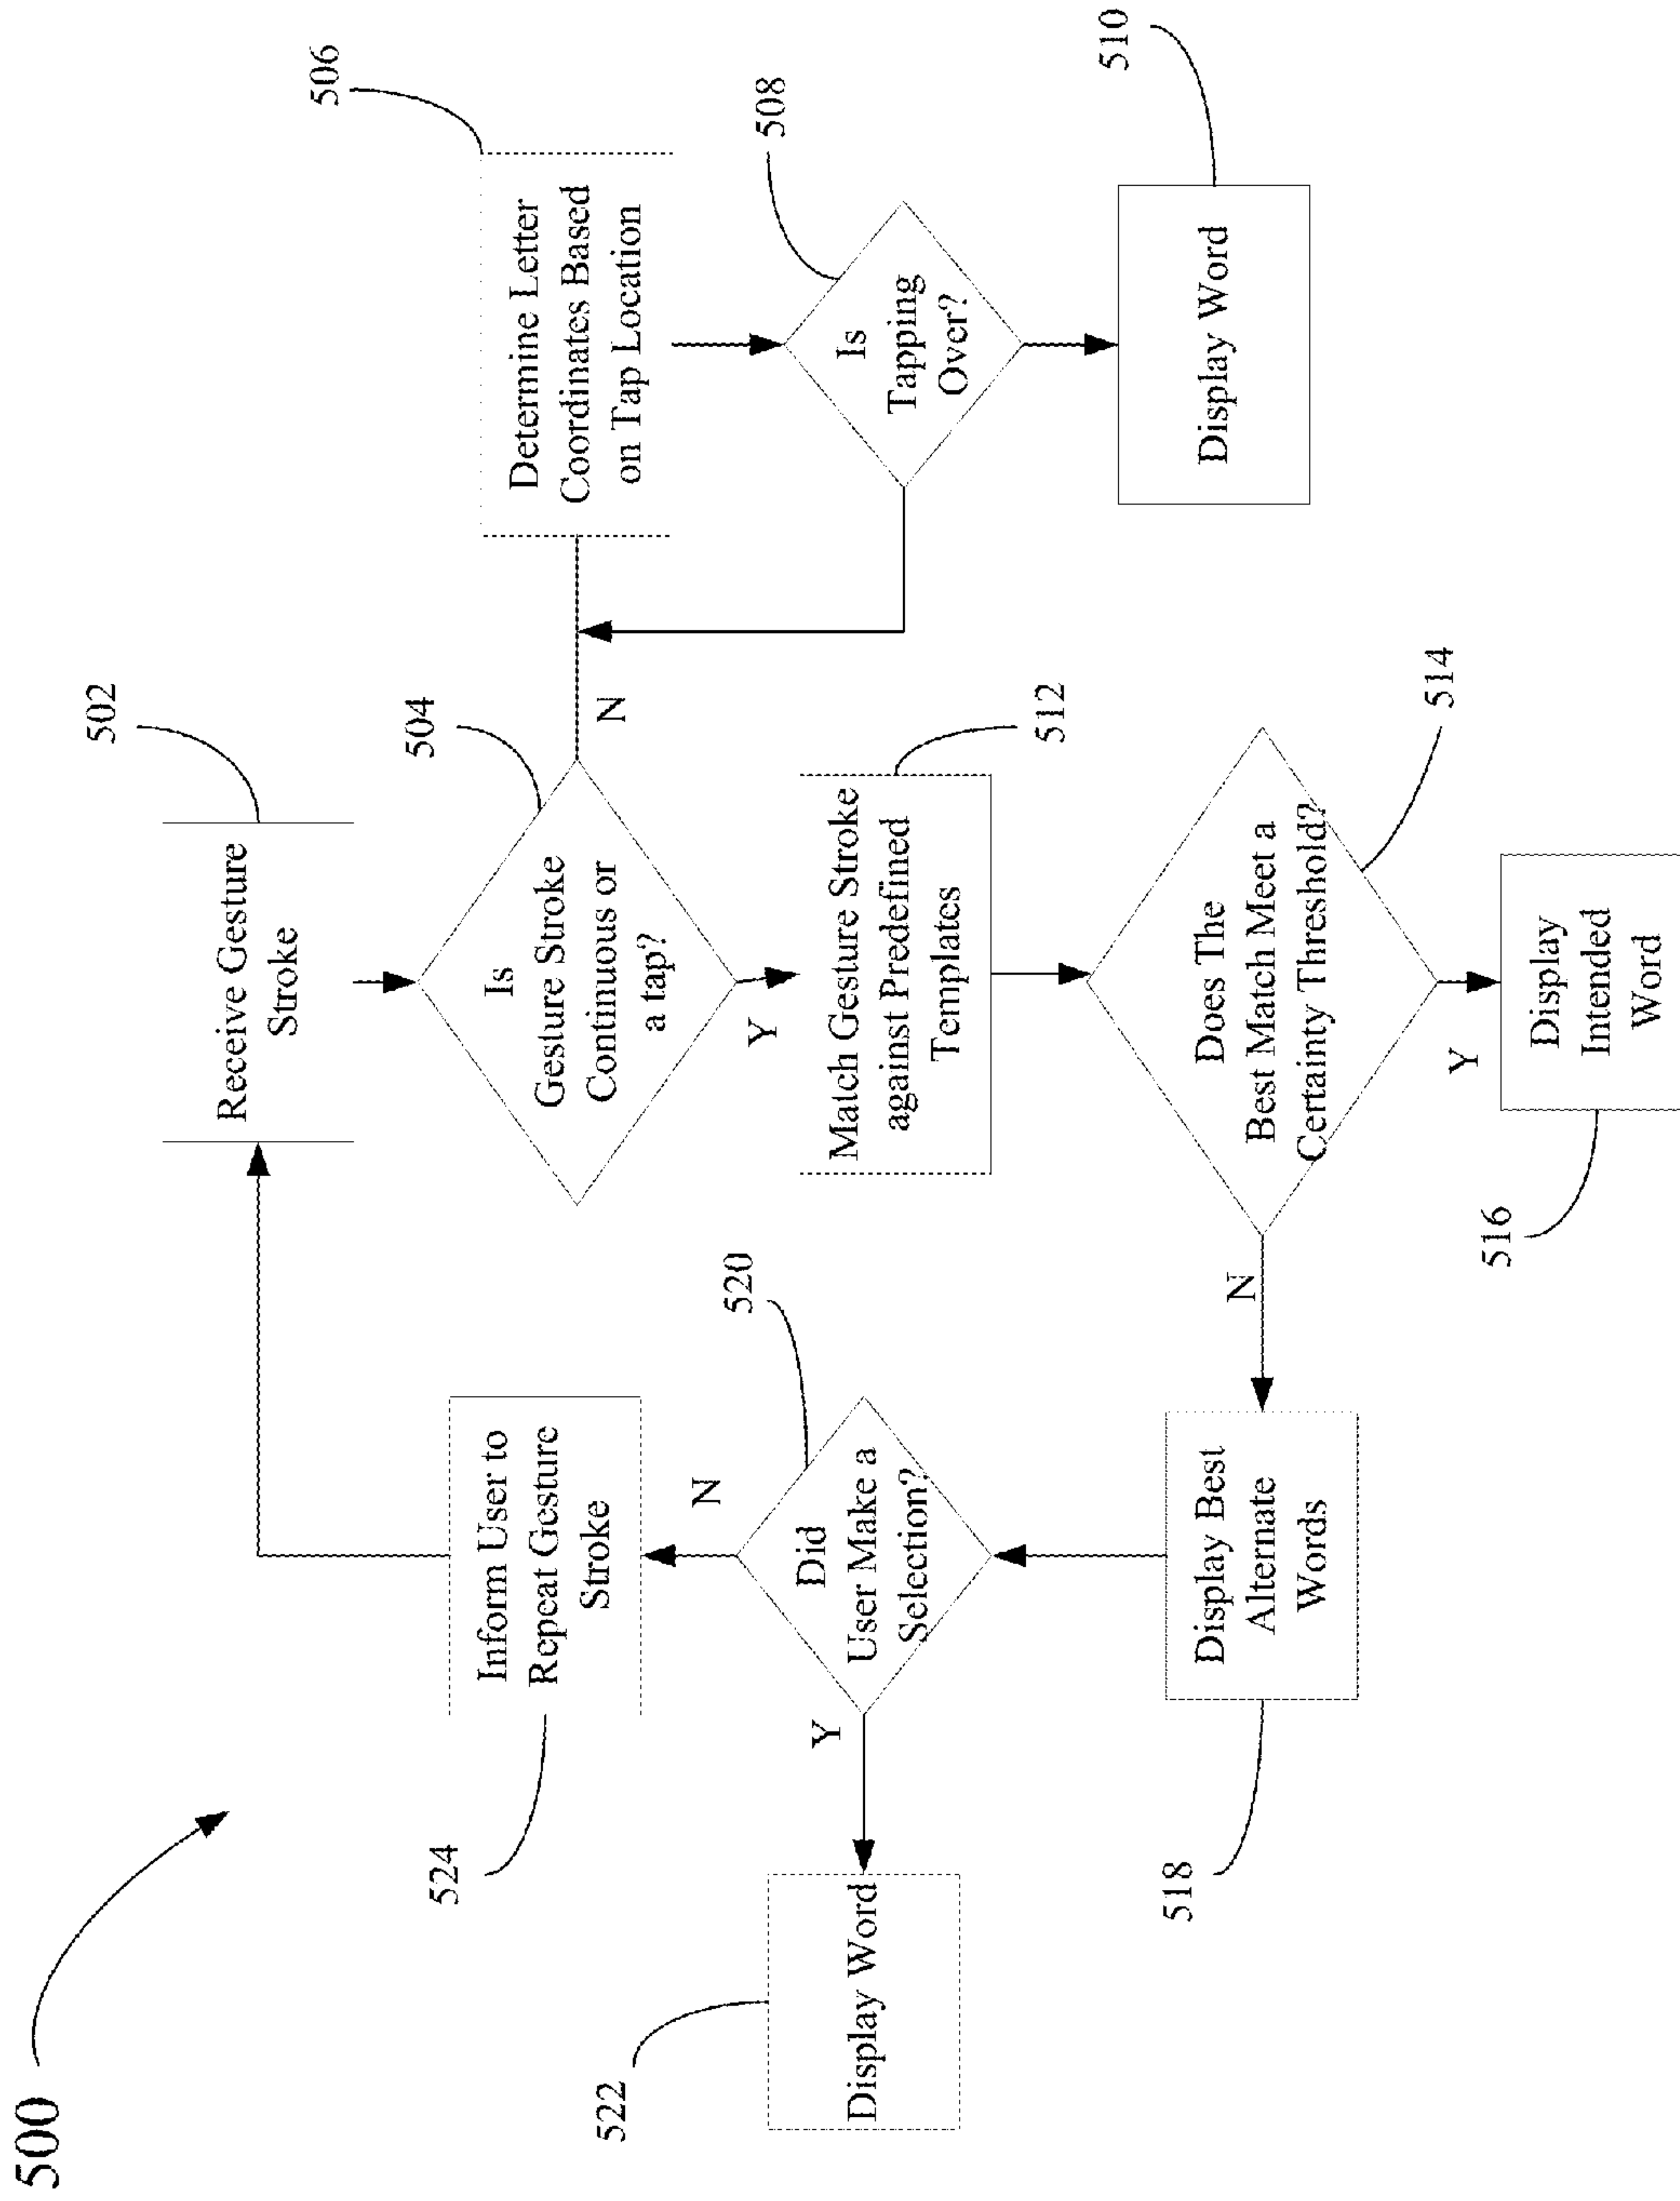 500
502
Receive Gesture
Stroke
504
Is
Gesture Stroke
Continuous or
a tap?
N
Y
506
Determine Letter
Coordinates Based
on Tap Location
508
Is
Tapping
Over?
510
Display Word
512
Match Gesture Stroke
against Predefined
Templates
514
Does The
Best Match Meet a
Certainty Threshold?
Y
N
516
Display
Intended
Word
518
Display Best
Alternate
Words
520
Did
User Make a
Selection?
Y
N
522
Display Word
524
Inform User to
Repeat Gesture
Stroke